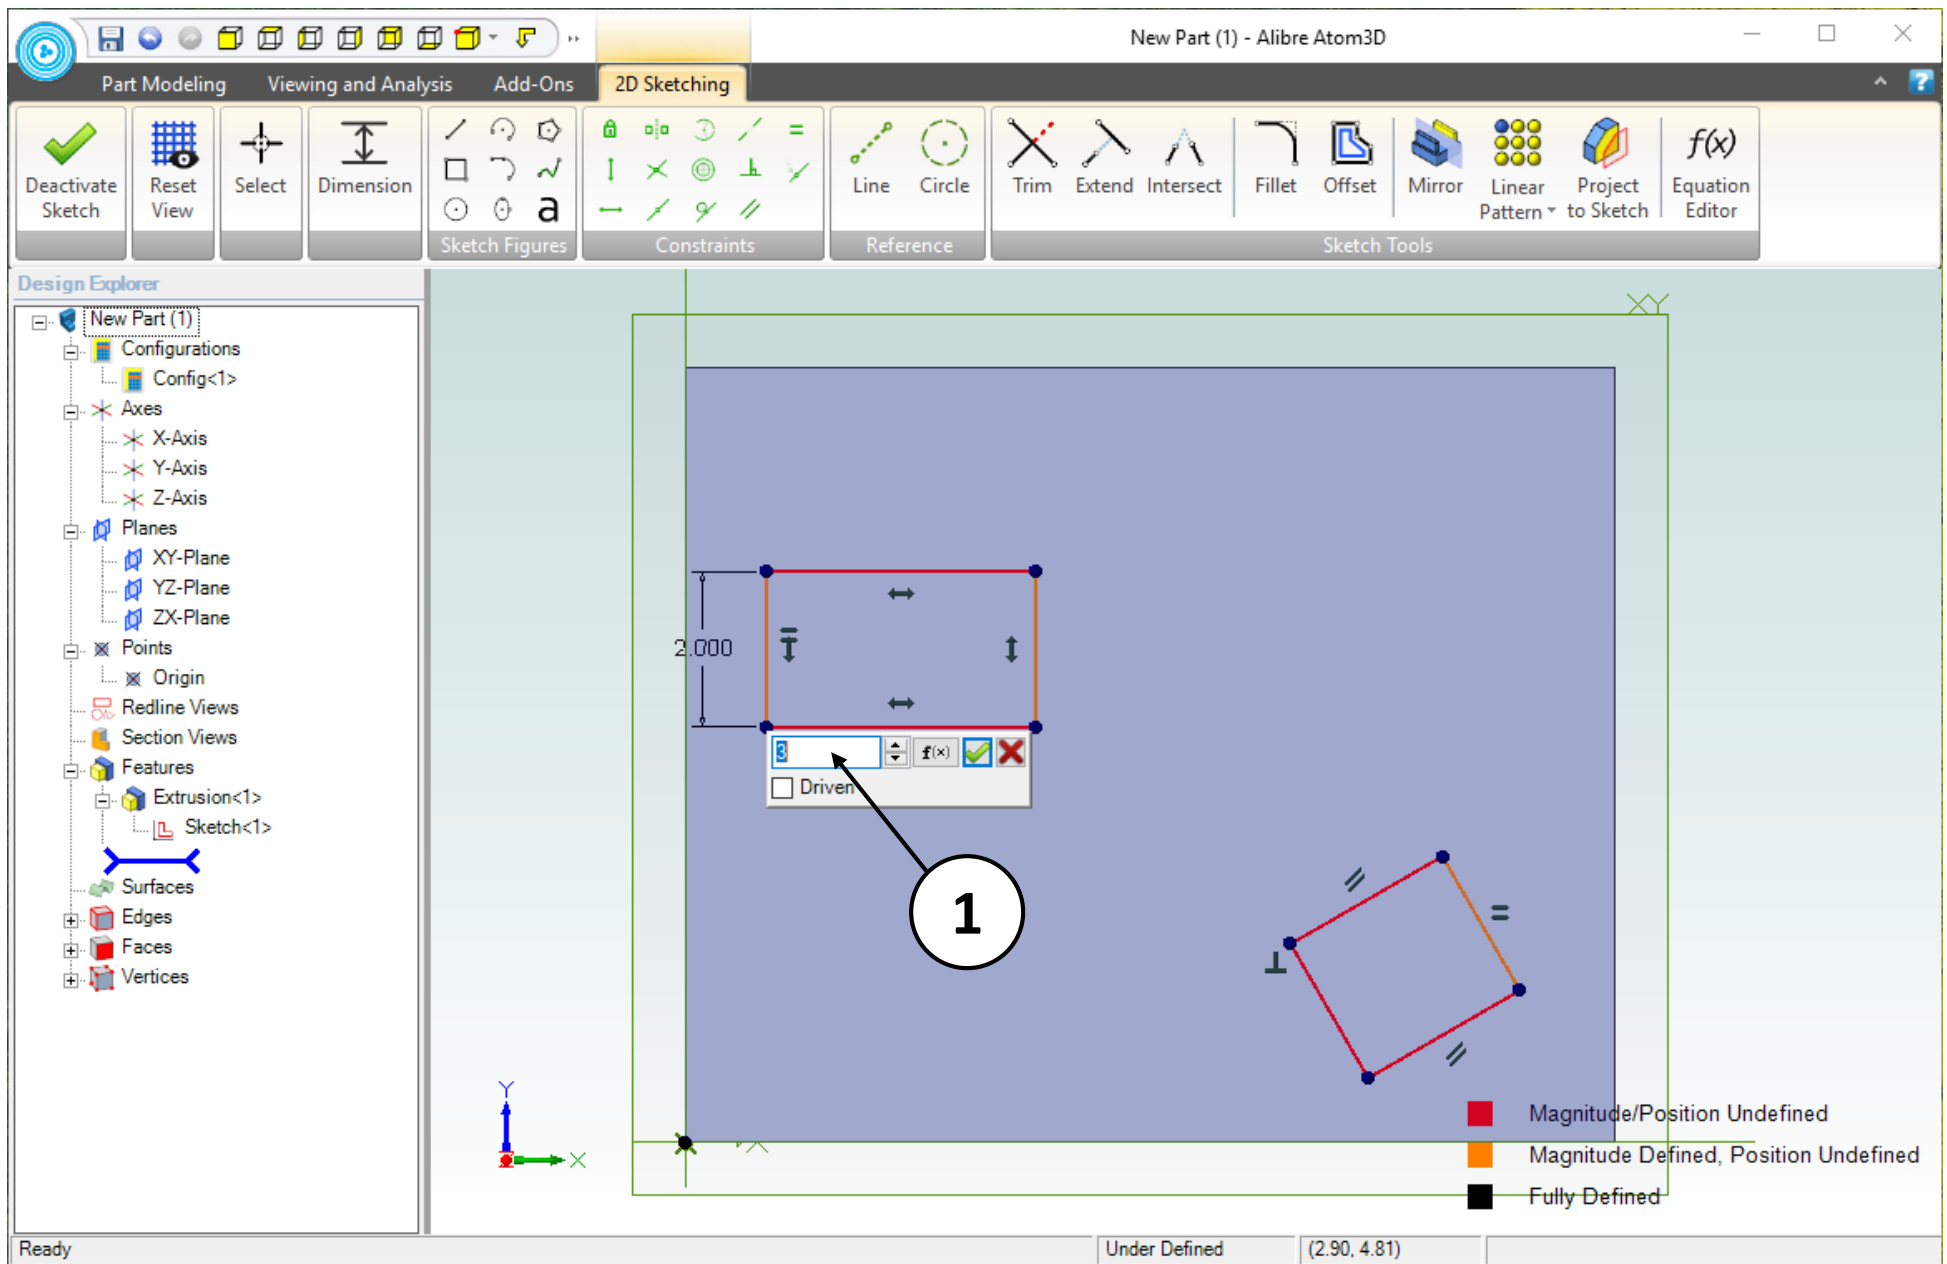 New Part (1) - Alibre Atom3D
Part Modeling Viewing and Analysis Add-Ons 2D Sketching
Deactivate Sketch
Reset View
Select
Dimension
a
Sketch Figures
Constraints
Line
Circle
Reference
Trim
Extend
Intersect
Fillet
Offset
Mirror
Linear Pattern
Project to Sketch
f(x)
Equation Editor
Sketch Tools
Design Explorer
New Part (1)
Configurations
Config<1>
Axes
X-Axis
Y-Axis
Z-Axis
Planes
XY-Plane
YZ-Plane
ZX-Plane
Points
Origin
Redline Views
Section Views
Features
Extrusion<1>
Sketch<1>
Surfaces
Edges
Faces
Vertices
XY
2.000
3
f(x)
Driven
1
Y
X
X
Magnitude/Position Undefined
Magnitude Defined, Position Undefined
Fully Defined
Ready
Under Defined
(2.90, 4.81)